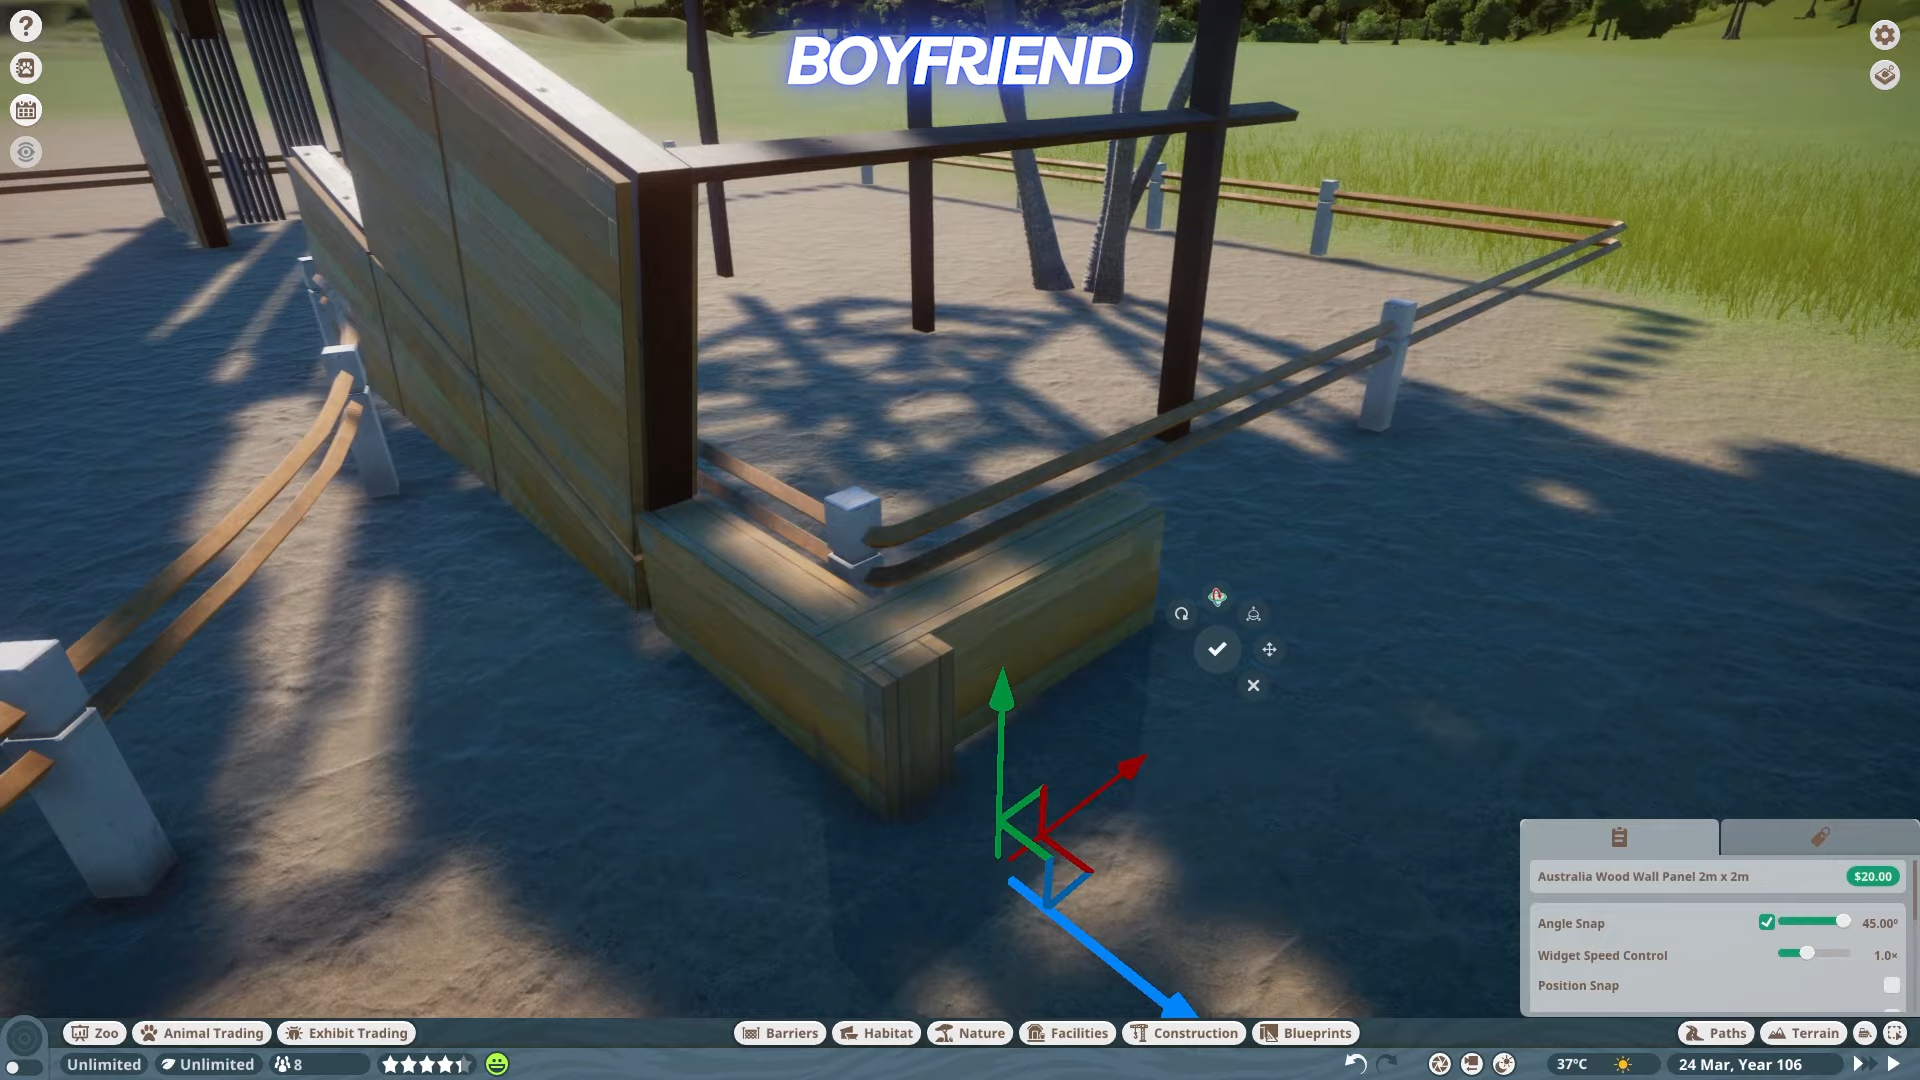 BOYFRIEND
Australia Wood Wall Panel 2m x 2m $20.00
Angle Snap 45.00°
Widget Speed Control 1.0×
Position Snap
Zoo Animal Trading Exhibit Trading Barriers Habitat Nature Facilities Construction Blueprints Paths Terrain
Unlimited Unlimited 8 37°C 24 Mar, Year 106